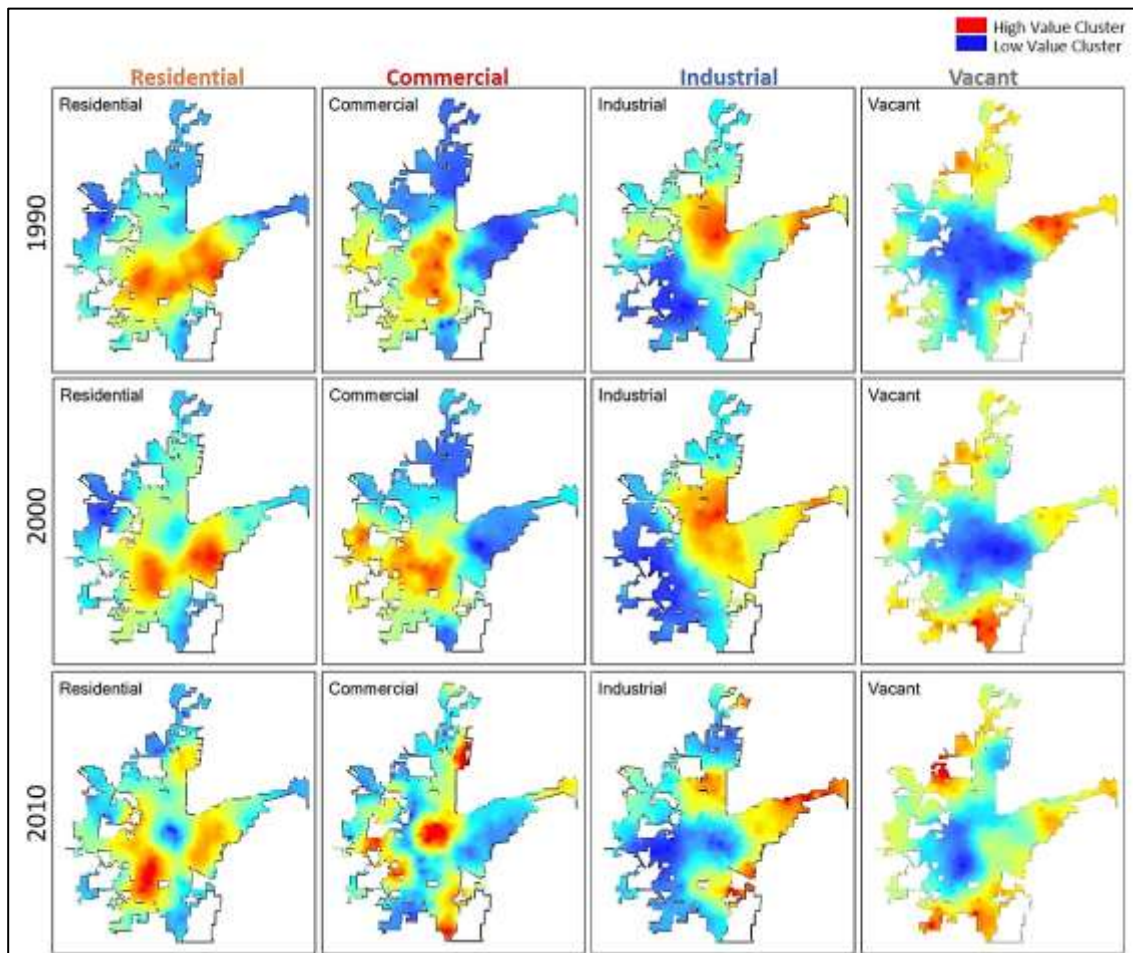 High Value Cluster
Low Value Cluster
Residential Commercial Industrial Vacant
1990
Residential Commercial Industrial Vacant
2000
Residential Commercial Industrial Vacant
2010
Residential Commercial Industrial Vacant